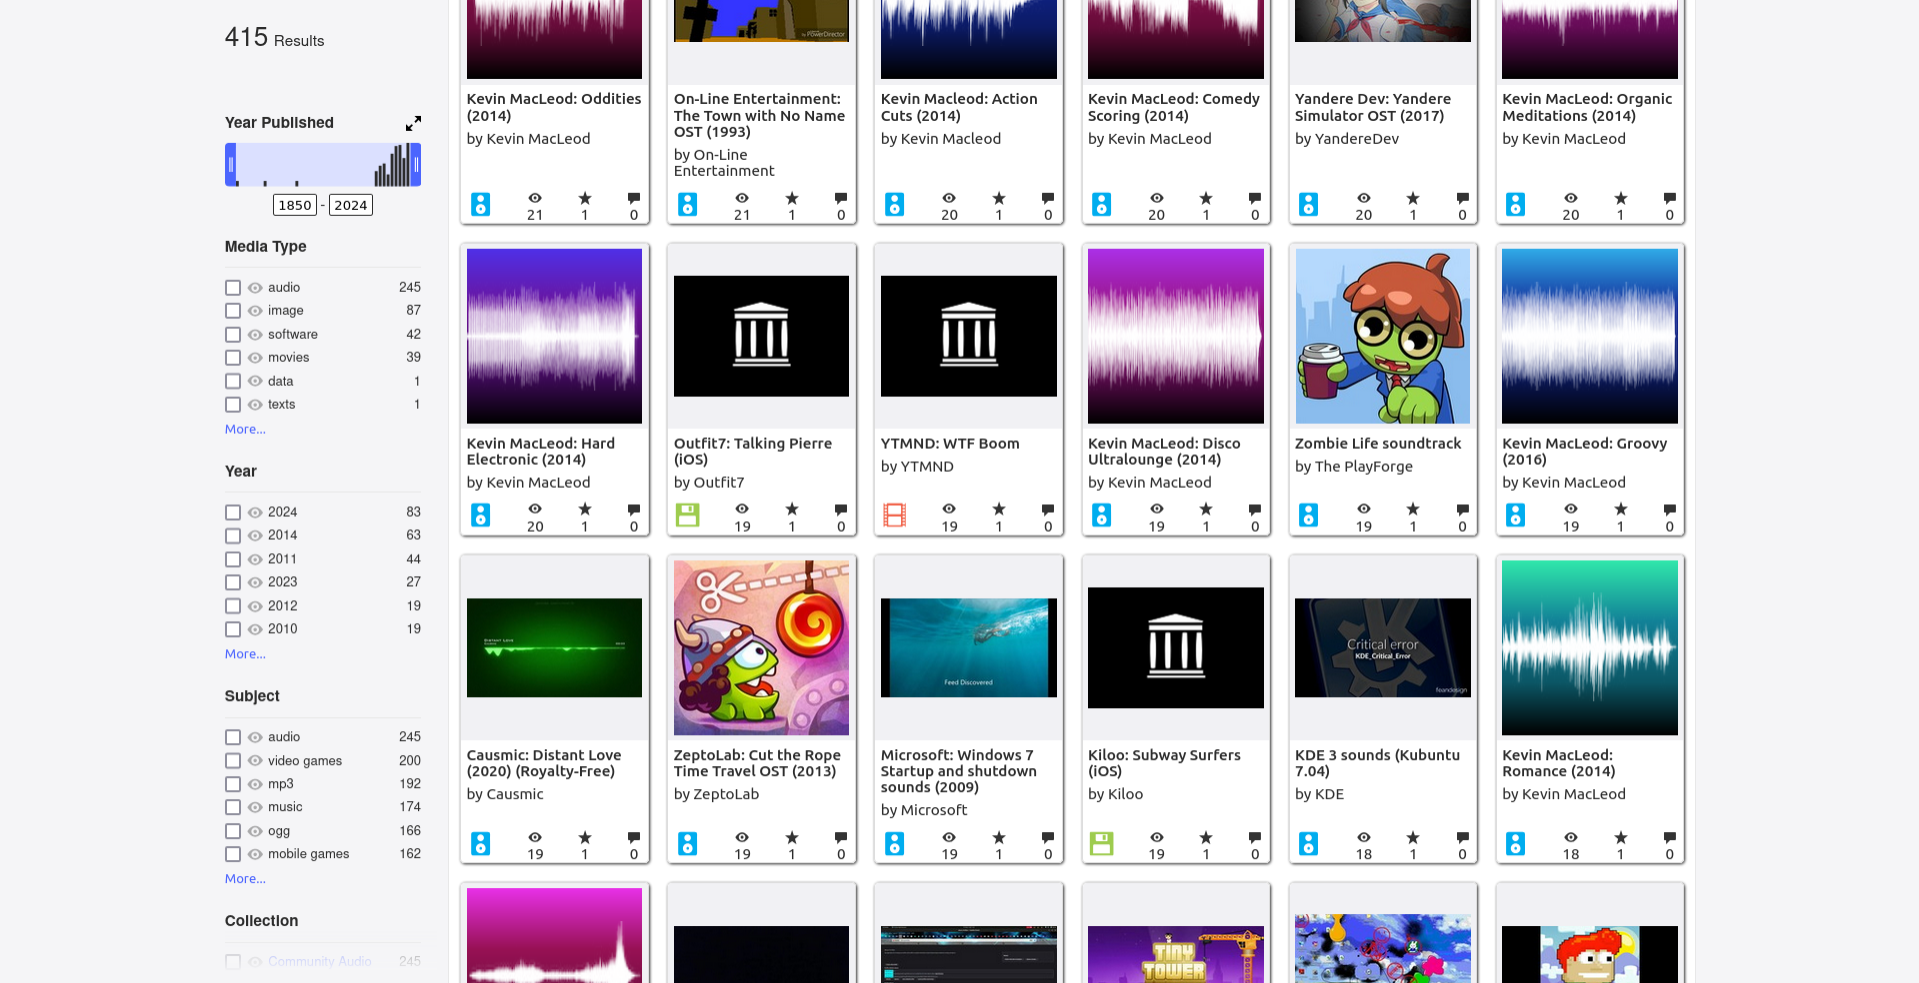 415 Results
Year Published
1850 - 2024
Media Type
audio 245
image 87
software 42
movies 39
data 1
texts 1
More...
Year
2024 83
2014 63
2011 44
2023 27
2012 19
2010 19
More...
Subject
audio 245
video games 200
mp3 192
music 174
ogg 166
mobile games 162
More...
Collection
Community Audio 245
PowerDirector
Kevin MacLeod: Oddities
(2014)
by Kevin MacLeod
21 1 0
On-Line Entertainment:
The Town with No Name
OST (1993)
by On-Line
Entertainment
21 1 0
Kevin Macleod: Action
Cuts (2014)
by Kevin Macleod
20 1 0
Kevin MacLeod: Comedy
Scoring (2014)
by Kevin MacLeod
20 1 0
Yandere Dev: Yandere
Simulator OST (2017)
by YandereDev
20 1 0
Kevin MacLeod: Organic
Meditations (2014)
by Kevin MacLeod
20 1 0
Kevin MacLeod: Hard
Electronic (2014)
by Kevin MacLeod
20 1 0
Outfit7: Talking Pierre
(iOS)
by Outfit7
19 1 0
YTMND: WTF Boom
by YTMND
19 1 0
Kevin MacLeod: Disco
Ultralounge (2014)
by Kevin MacLeod
19 1 0
Zombie Life soundtrack
by The PlayForge
19 1 0
Kevin MacLeod: Groovy
(2016)
by Kevin MacLeod
19 1 0
Distant Love
Causmic: Distant Love
(2020) (Royalty-Free)
by Causmic
19 1 0
ZeptoLab: Cut the Rope
Time Travel OST (2013)
by ZeptoLab
19 1 0
Feed Discovered
Microsoft: Windows 7
Startup and shutdown
sounds (2009)
by Microsoft
19 1 0
Kiloo: Subway Surfers
(iOS)
by Kiloo
19 1 0
Critical error
KDE_Critical_Error
feandesign
KDE 3 sounds (Kubuntu
7.04)
by KDE
18 1 0
Kevin MacLeod:
Romance (2014)
by Kevin MacLeod
18 1 0
TINY
TOWER